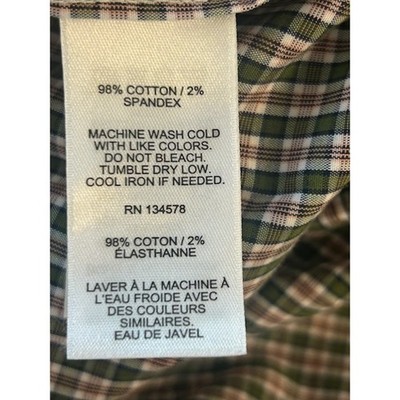 98% COTTON / 2%
SPANDEX
MACHINE WASH COLD
WITH LIKE COLORS.
DO NOT BLEACH.
TUMBLE DRY LOW.
COOL IRON IF NEEDED.
RN 134578
98% COTON / 2%
ÉLASTHANNE
LAVER À LA MACHINE À
L'EAU FROIDE AVEC
DES COULEURS
SIMILAIRES.
EAU DE JAVEL